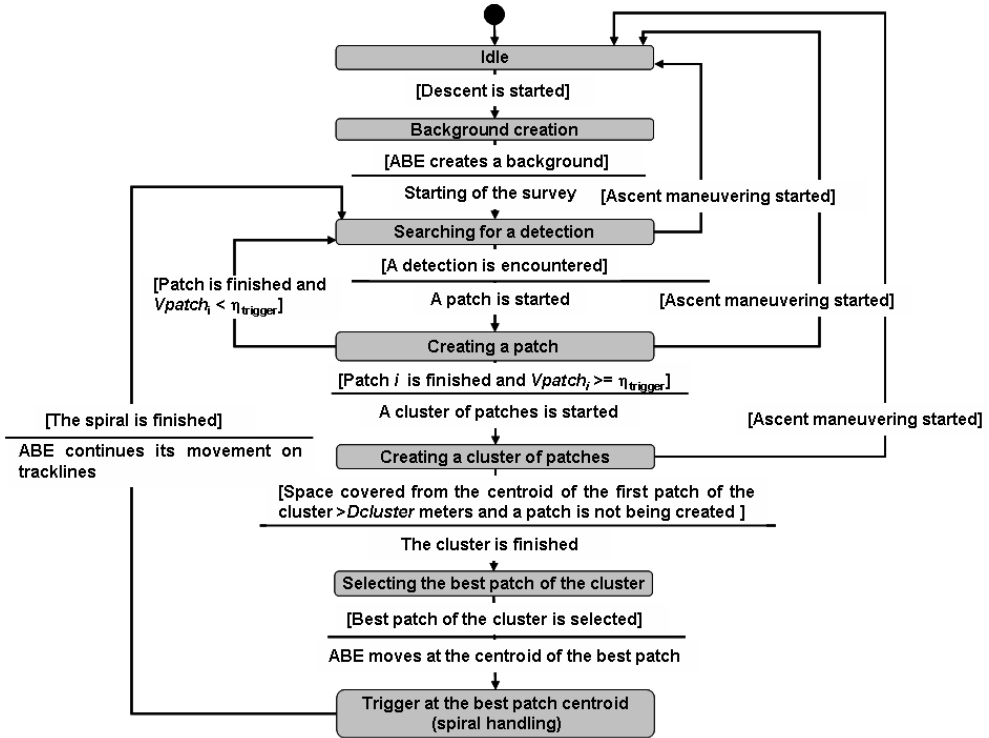 Idle
[Descent is started]
Background creation
[ABE creates a background]
Starting of the survey
[Ascent maneuvering started]
Searching for a detection
[A detection is encountered]
[Patch is finished and
Vpatchᵢ < η_trigger]
A patch is started
[Ascent maneuvering started]
Creating a patch
[Patch i is finished and Vpatchᵢ >= η_trigger]
A cluster of patches is started
[The spiral is finished]
[Ascent maneuvering started]
ABE continues its movement on
tracklines
Creating a cluster of patches
[Space covered from the centroid of the first patch of the
cluster >Dcluster meters and a patch is not being created ]
The cluster is finished
Selecting the best patch of the cluster
[Best patch of the cluster is selected]
ABE moves at the centroid of the best patch
Trigger at the best patch centroid
(spiral handling)